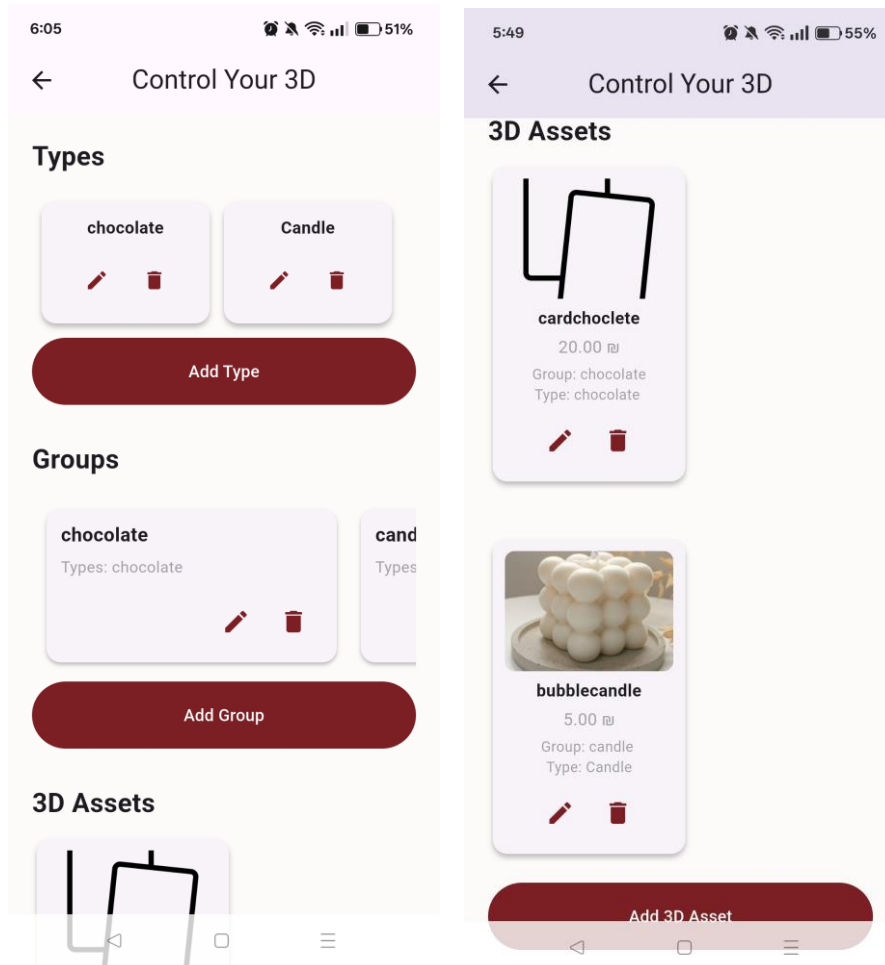 6:05
51%
Control Your 3D
Types
chocolate
Candle
Add Type
Groups
chocolate
Types: chocolate
cand
Types
Add Group
3D Assets
5:49
55%
Control Your 3D
3D Assets
cardchoclete
20.00 ₪
Group: chocolate
Type: chocolate
bubblecandle
5.00 ₪
Group: candle
Type: Candle
Add 3D Asset